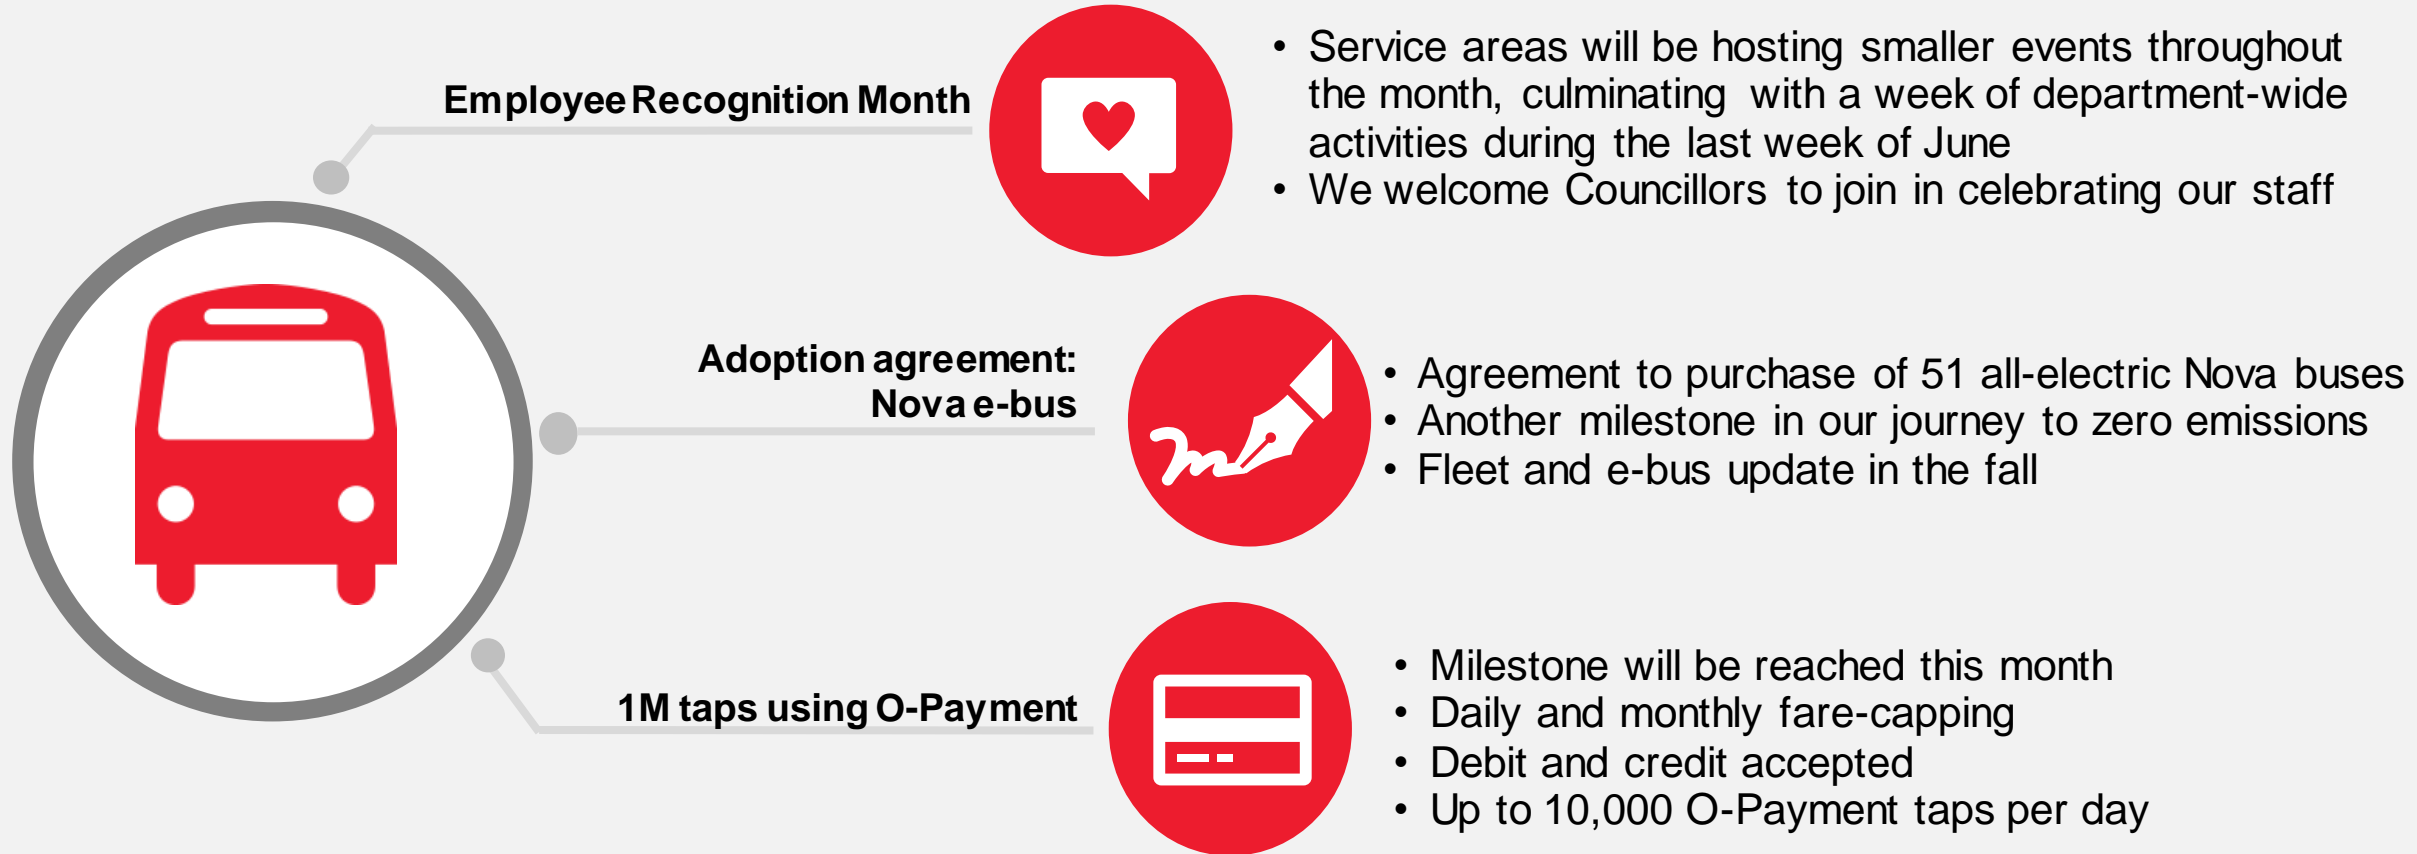 Employee Recognition Month
• Service areas will be hosting smaller events throughout
the month, culminating with a week of department-wide
activities during the last week of June
• We welcome Councillors to join in celebrating our staff
Adoption agreement:
Nova e-bus
• Agreement to purchase of 51 all-electric Nova buses
• Another milestone in our journey to zero emissions
• Fleet and e-bus update in the fall
1M taps using O-Payment
• Milestone will be reached this month
• Daily and monthly fare-capping
• Debit and credit accepted
• Up to 10,000 O-Payment taps per day